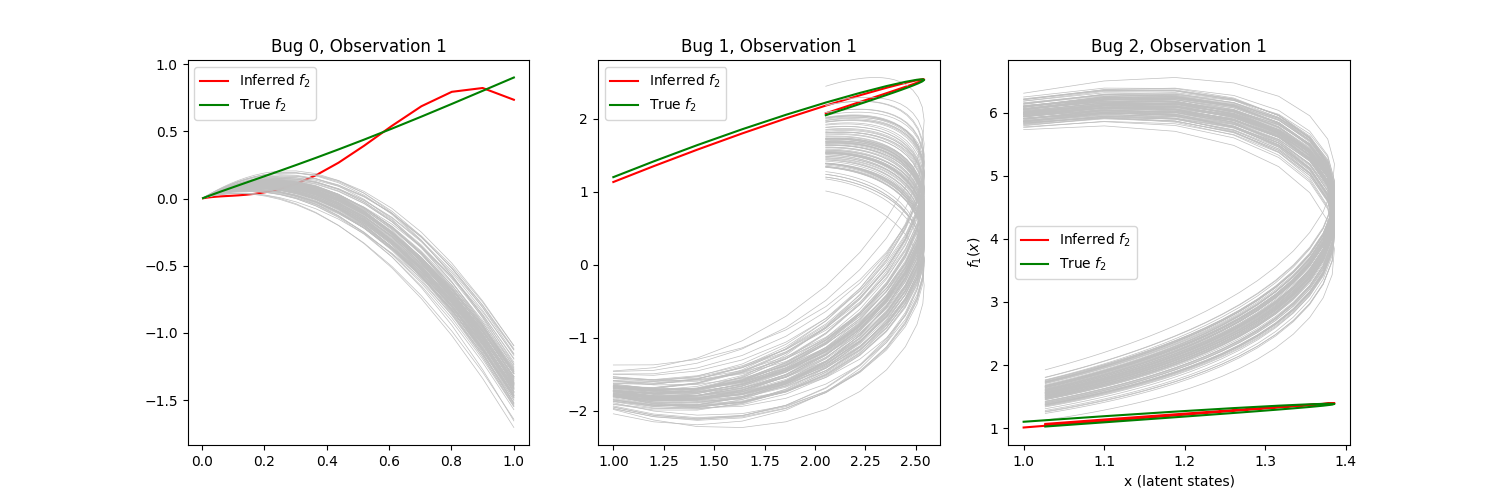 Bug 0, Observation 1
Inferred f₂
True f₂
1.0
0.5
0.0
−0.5
−1.0
−1.5
0.0 0.2 0.4 0.6 0.8 1.0
Bug 1, Observation 1
Inferred f₂
True f₂
2
1
0
−1
−2
1.00 1.25 1.50 1.75 2.00 2.25 2.50
Bug 2, Observation 1
Inferred f₂
True f₂
f₁(x)
6
5
4
3
2
1
1.0 1.1 1.2 1.3 1.4
x (latent states)